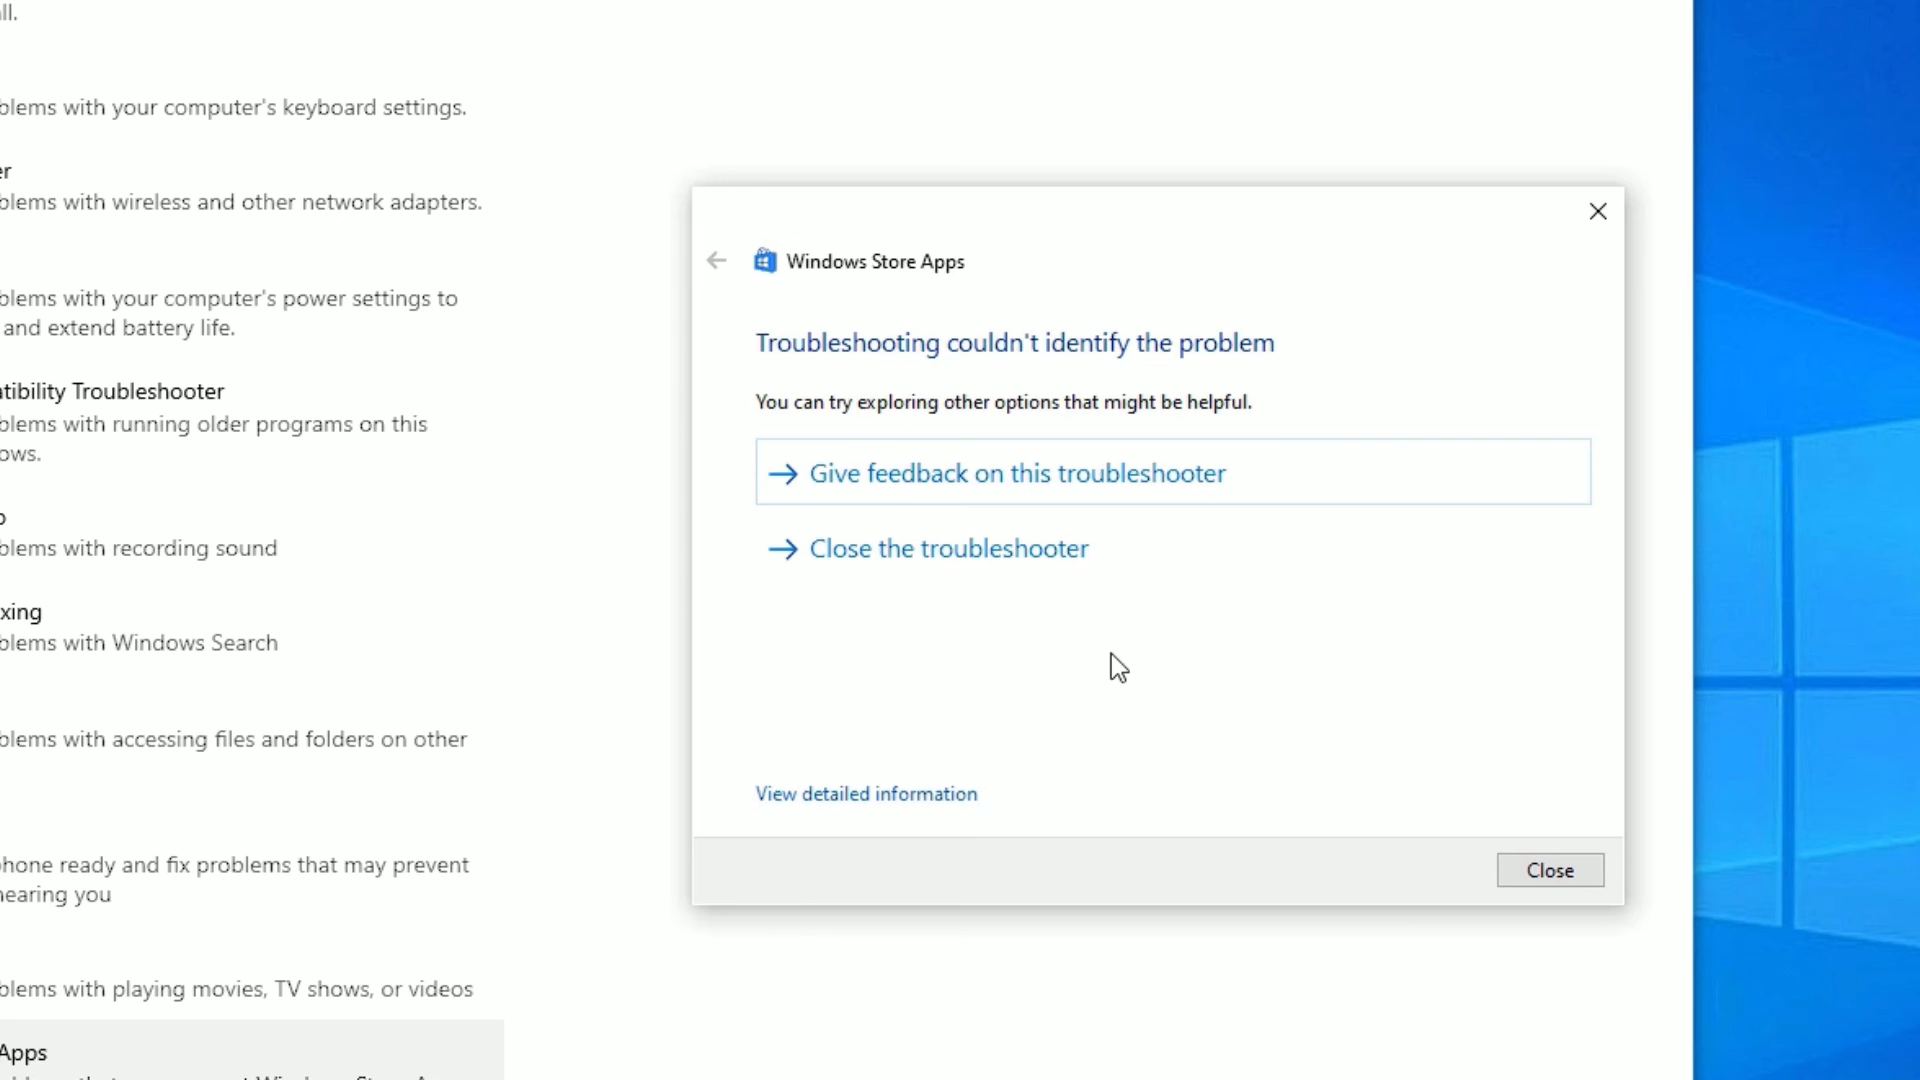 ll.
blems with your computer's keyboard settings.
er
blems with wireless and other network adapters.
blems with your computer's power settings to
and extend battery life.
atibility Troubleshooter
blems with running older programs on this
ows.
blems with recording sound
xing
blems with Windows Search
blems with accessing files and folders on other
phone ready and fix problems that may prevent
hearing you
blems with playing movies, TV shows, or videos
Apps
Windows Store Apps
Troubleshooting couldn't identify the problem
You can try exploring other options that might be helpful.
Give feedback on this troubleshooter
Close the troubleshooter
View detailed information
Close